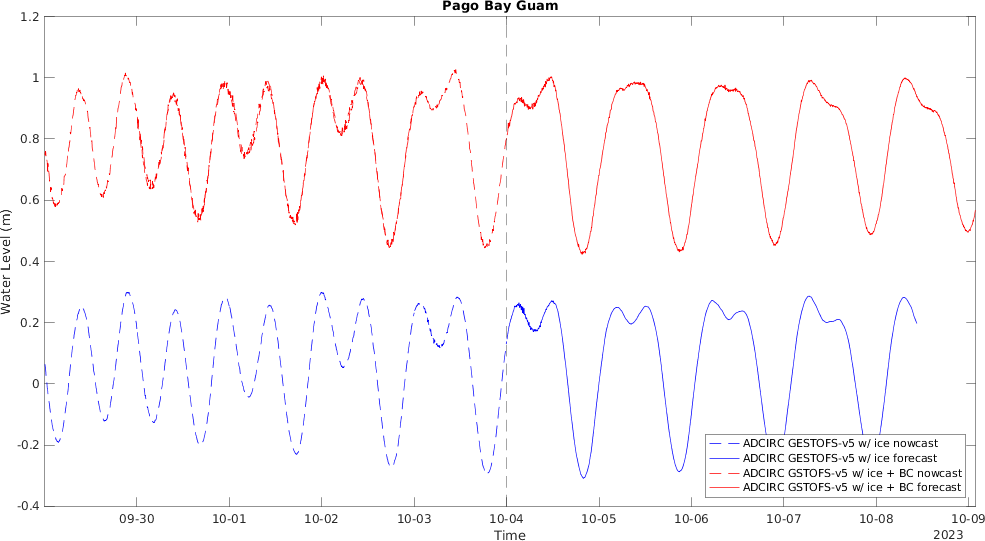 Pago Bay Guam
1.2
1
0.8
0.6
0.4
0.2
0
-0.2
-0.4
Water Level (m)
ADCIRC GESTOFS-v5 w/ ice nowcast
ADCIRC GESTOFS-v5 w/ ice forecast
ADCIRC GSTOFS-v5 w/ ice + BC nowcast
ADCIRC GSTOFS-v5 w/ ice + BC forecast
09-30 10-01 10-02 10-03 10-04 10-05 10-06 10-07 10-08 10-09
Time
2023